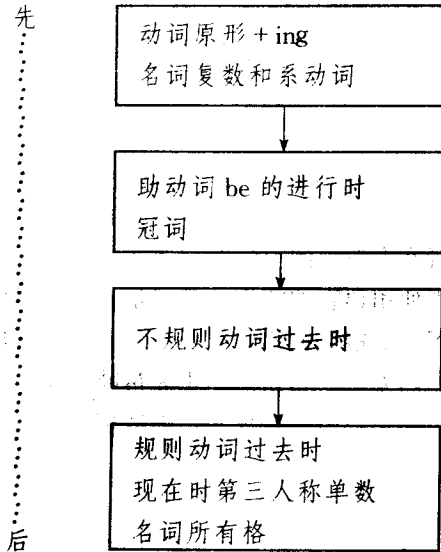 先
动词原形 + ing
名词复数和系动词
助动词 be 的进行时
冠词
不规则动词过去时
规则动词过去时
现在时第三人称单数
名词所有格
后